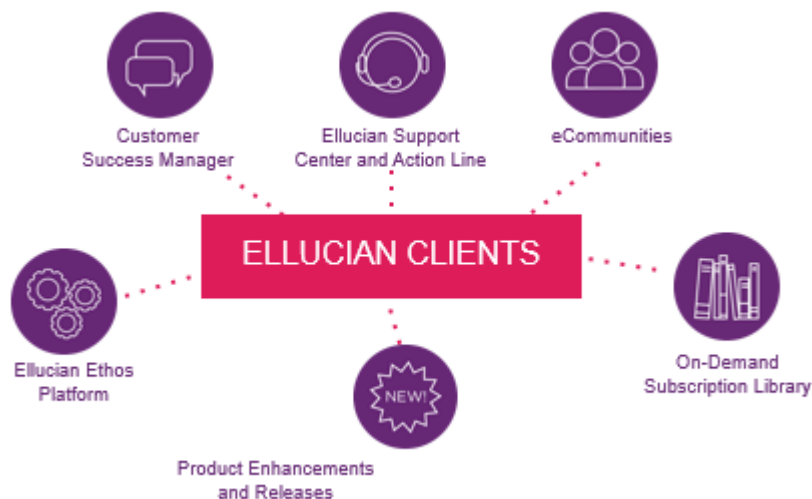 Customer
Success Manager
Ellucian Support
Center and Action Line
eCommunities
ELLUCIAN CLIENTS
Ellucian Ethos
Platform
On-Demand
Subscription Library
NEW!
Product Enhancements
and Releases